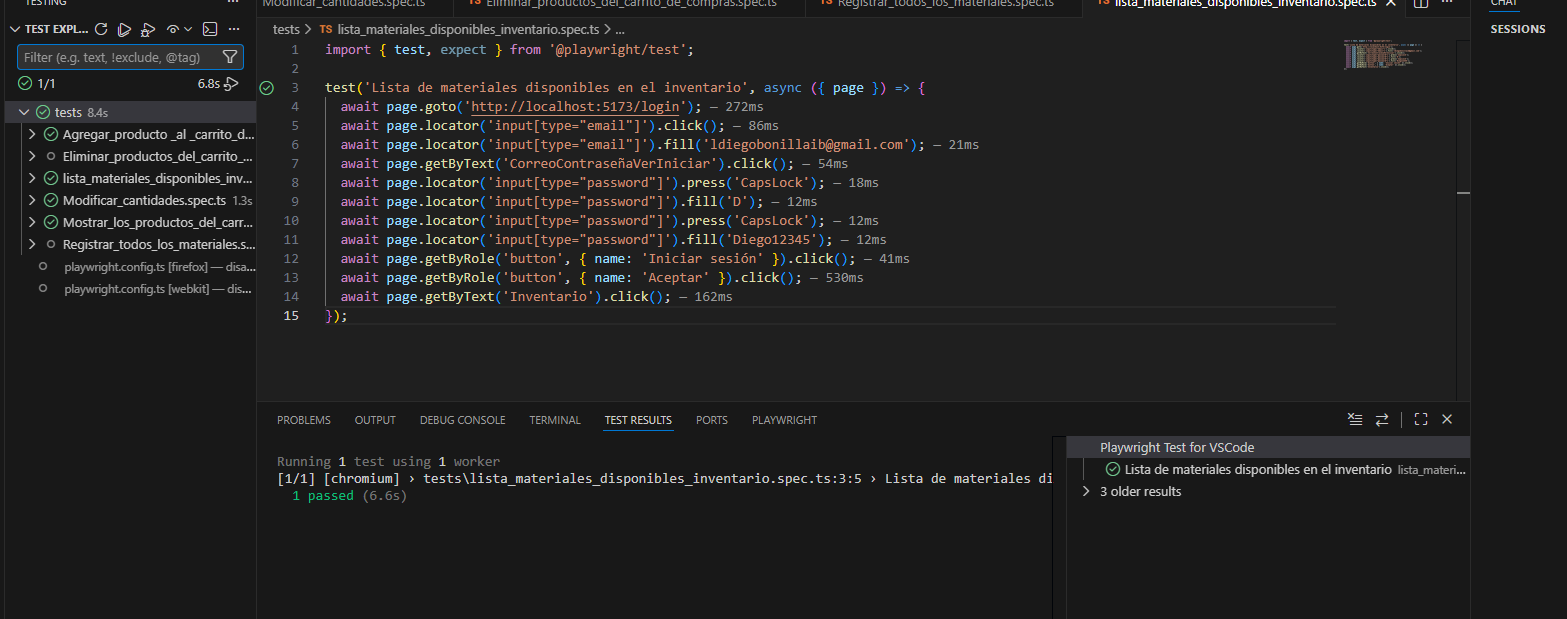 TESTING ...
Modificar_cantidades.spec.ts TS Eliminar_productos_del_carrito_de_compras.spec.ts TS Registrar_todos_los_materiales.spec.ts TS lista_materiales_disponibles_inventario.spec.ts ...
CHAT
TEST EXPL... ...
Filter (e.g. text, !exclude, @tag)
1/1 6.8s
tests 8.4s
Agregar_producto _al _carrito_d...
Eliminar_productos_del_carrito_...
lista_materiales_disponibles_inv...
Modificar_cantidades.spec.ts 1.3s
Mostrar_los_productos_del_carr...
Registrar_todos_los_materiales.s...
playwright.config.ts [firefox] — disa...
playwright.config.ts [webkit] — dis...
tests > TS lista_materiales_disponibles_inventario.spec.ts > ...
1 import { test, expect } from '@playwright/test';
2
3 test('Lista de materiales disponibles en el inventario', async ({ page }) => {
4 await page.goto('http://localhost:5173/login'); — 272ms
5 await page.locator('input[type="email"]').click(); — 86ms
6 await page.locator('input[type="email"]').fill('ldiegobonillaib@gmail.com'); — 21ms
7 await page.getByText('CorreoContraseñaVerIniciar').click(); — 54ms
8 await page.locator('input[type="password"]').press('CapsLock'); — 18ms
9 await page.locator('input[type="password"]').fill('D'); — 12ms
10 await page.locator('input[type="password"]').press('CapsLock'); — 12ms
11 await page.locator('input[type="password"]').fill('Diego12345'); — 12ms
12 await page.getByRole('button', { name: 'Iniciar sesión' }).click(); — 41ms
13 await page.getByRole('button', { name: 'Aceptar' }).click(); — 530ms
14 await page.getByText('Inventario').click(); — 162ms
15 });
SESSIONS
PROBLEMS OUTPUT DEBUG CONSOLE TERMINAL TEST RESULTS PORTS PLAYWRIGHT
Running 1 test using 1 worker
[1/1] [chromium] › tests\lista_materiales_disponibles_inventario.spec.ts:3:5 › Lista de materiales di
1 passed (6.6s)
Playwright Test for VSCode
Lista de materiales disponibles en el inventario lista_materi...
3 older results